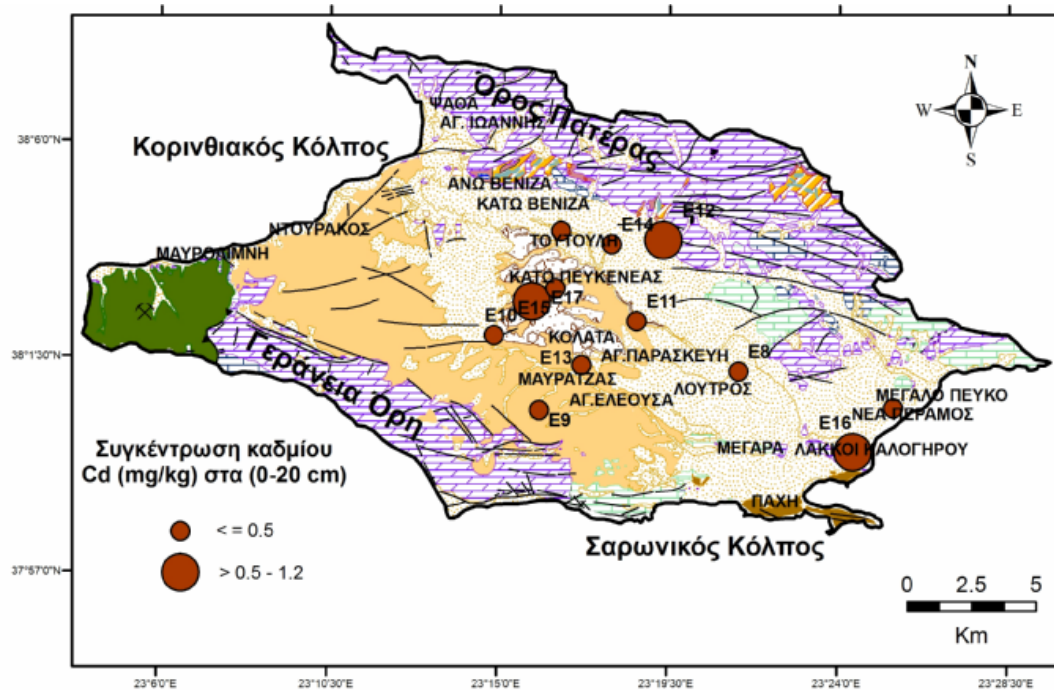 N
W
E
S
38°6'0"N
38°1'30"N
37°57'0"N
Όρος Πατέρας
ΨΑΘΑ
ΑΓ. ΙΩΑΝΝΗΣ
Κορινθιακός Κόλπος
ΑΝΩ ΒΕΝΙΖΑ
ΚΑΤΩ ΒΕΝΙΖΑ
ΝΤΟΥΡΑΚΟΣ
ΜΑΥΡΟΛΙΜΝΗ
E12
E14
ΤΟΥΤΟΥΛΗ
ΚΑΤΟ ΠΕΥΚΕΝΕΑΣ
E17
E15
E10
E11
ΚΟΛΑΤΑ
E13
ΑΓ.ΠΑΡΑΣΚΕΥΗ
E8
ΜΑΥΡΑΤΖΑΣ
ΛΟΥΤΡΟΣ
ΑΓ.ΕΛΕΟΥΣΑ
Γεράνεια Όρη
E9
ΜΕΓΑΛΟ ΠΕΥΚΟ
ΝΕΑ ΠΕΡΑΜΟΣ
E16
ΜΕΓΑΡΑ
ΛΑΚΚΟΙ ΚΑΛΟΓΗΡΟΥ
ΠΑΧΗ
Σαρωνικός Κόλπος
Συγκέντρωση καδμίου
Cd (mg/kg) στα (0-20 cm)
< = 0.5
> 0.5 - 1.2
0 2.5 5
Km
23°6'0"E 23°10'30"E 23°15'0"E 23°19'30"E 23°24'0"E 23°28'30"E